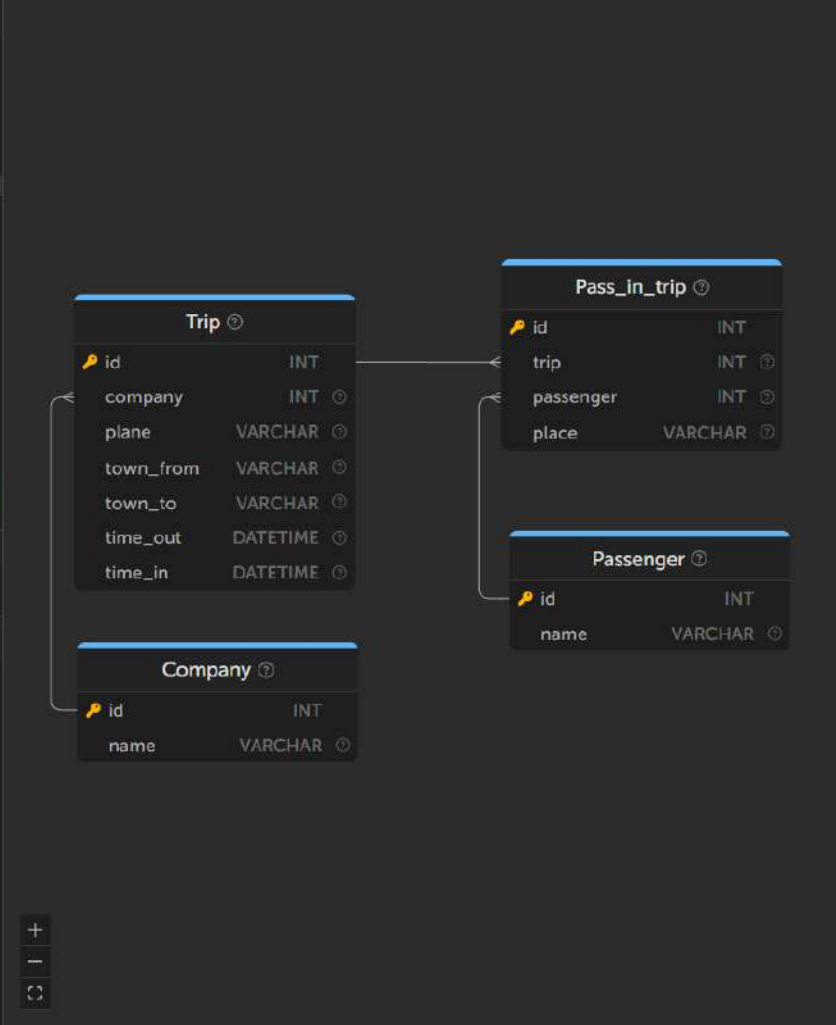 Trip
id INT
company INT
plane VARCHAR
town_from VARCHAR
town_to VARCHAR
time_out DATETIME
time_in DATETIME
Company
id INT
name VARCHAR
Pass_in_trip
id INT
trip INT
passenger INT
place VARCHAR
Passenger
id INT
name VARCHAR